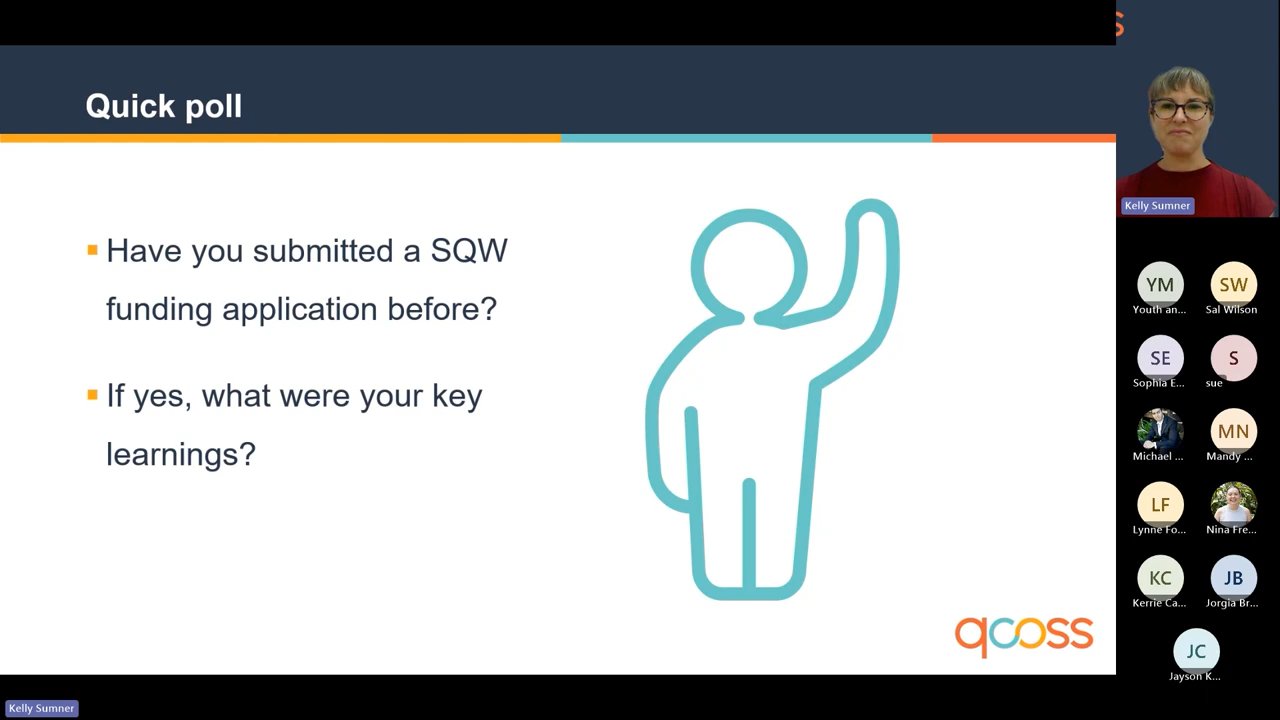 Quick poll
Have you submitted a SQW
funding application before?
If yes, what were your key
learnings?
qcoss
Kelly Sumner
YM
SW
Youth an...
Sal Wilson
SE
S
Sophia E...
sue
MN
Michael ...
Mandy ...
LF
Lynne Fo...
Nina Fre...
KC
JB
Kerrie Ca...
Jorgia Br...
JC
Jayson K...
Kelly Sumner